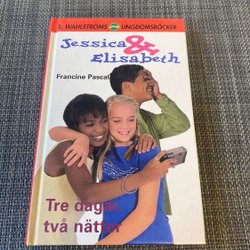 B. WAHLSTRÖMS UNGDOMSBÖCKER
Jessica &
Elisabeth
Francine Pascal
Tre dagar,
två nätter